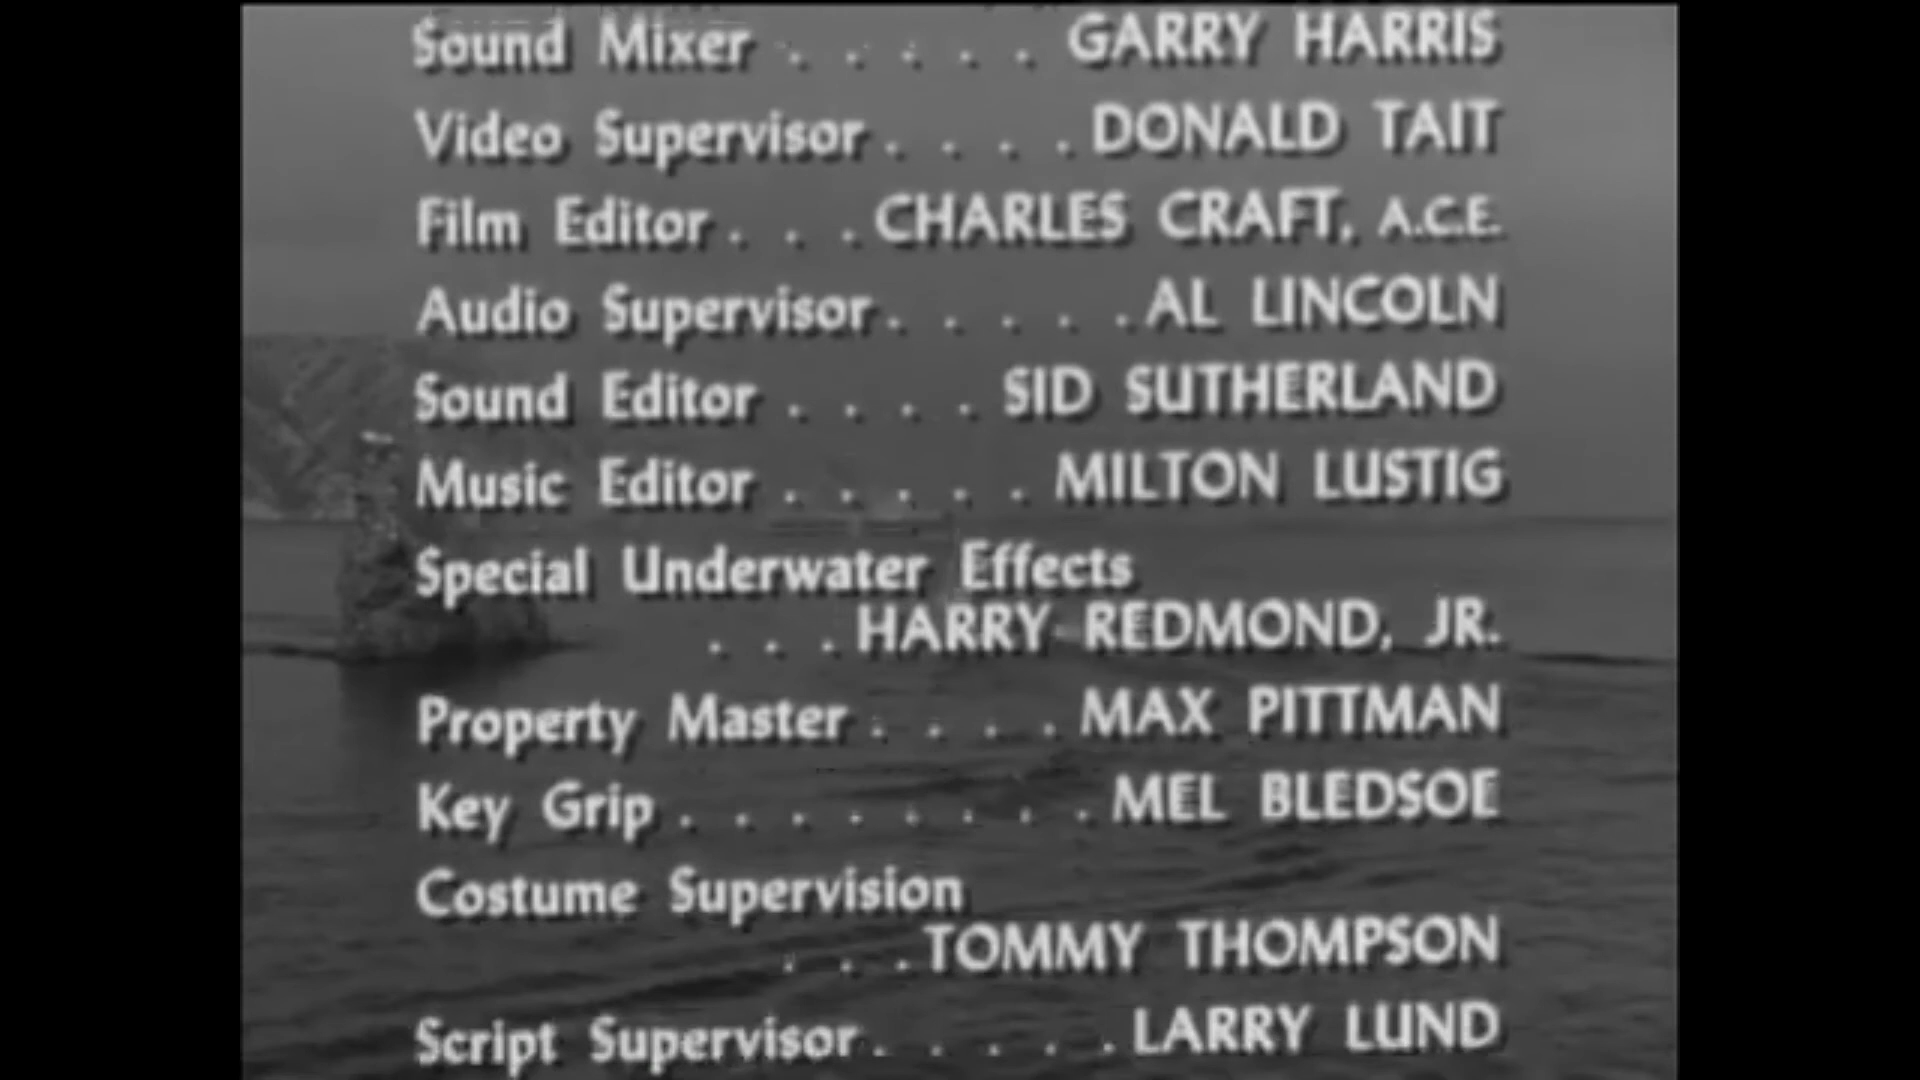 Sound Mixer . . . . . GARRY HARRIS
Video Supervisor . . . . DONALD TAIT
Film Editor . . . CHARLES CRAFT, A.C.E.
Audio Supervisor . . . . . AL LINCOLN
Sound Editor . . . . SID SUTHERLAND
Music Editor . . . . . MILTON LUSTIG
Special Underwater Effects
. . . HARRY REDMOND, JR.
Property Master . . . . MAX PITTMAN
Key Grip . . . . . . . . MEL BLEDSOE
Costume Supervision
. . . TOMMY THOMPSON
Script Supervisor . . . . . LARRY LUND